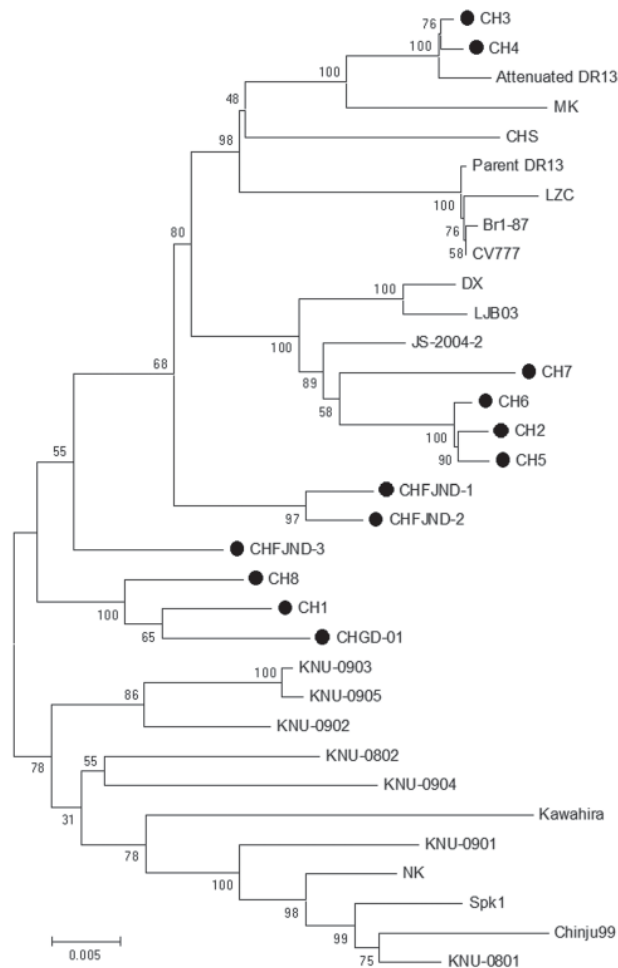 76
CH3
100
CH4
100
Attenuated DR13
48
MK
98
CHS
Parent DR13
100
LZC
76
Br1-87
80
58
CV777
DX
100
LJB03
100
JS-2004-2
68
89
CH7
58
CH6
100
CH2
55
90
CH5
CHFJND-1
97
CHFJND-2
CHFJND-3
CH8
100
CH1
65
CHGD-01
100
KNU-0903
86
KNU-0905
KNU-0902
78
55
KNU-0802
KNU-0904
31
Kawahira
78
KNU-0901
100
NK
98
Spk1
99
Chinju99
75
KNU-0801
0.005